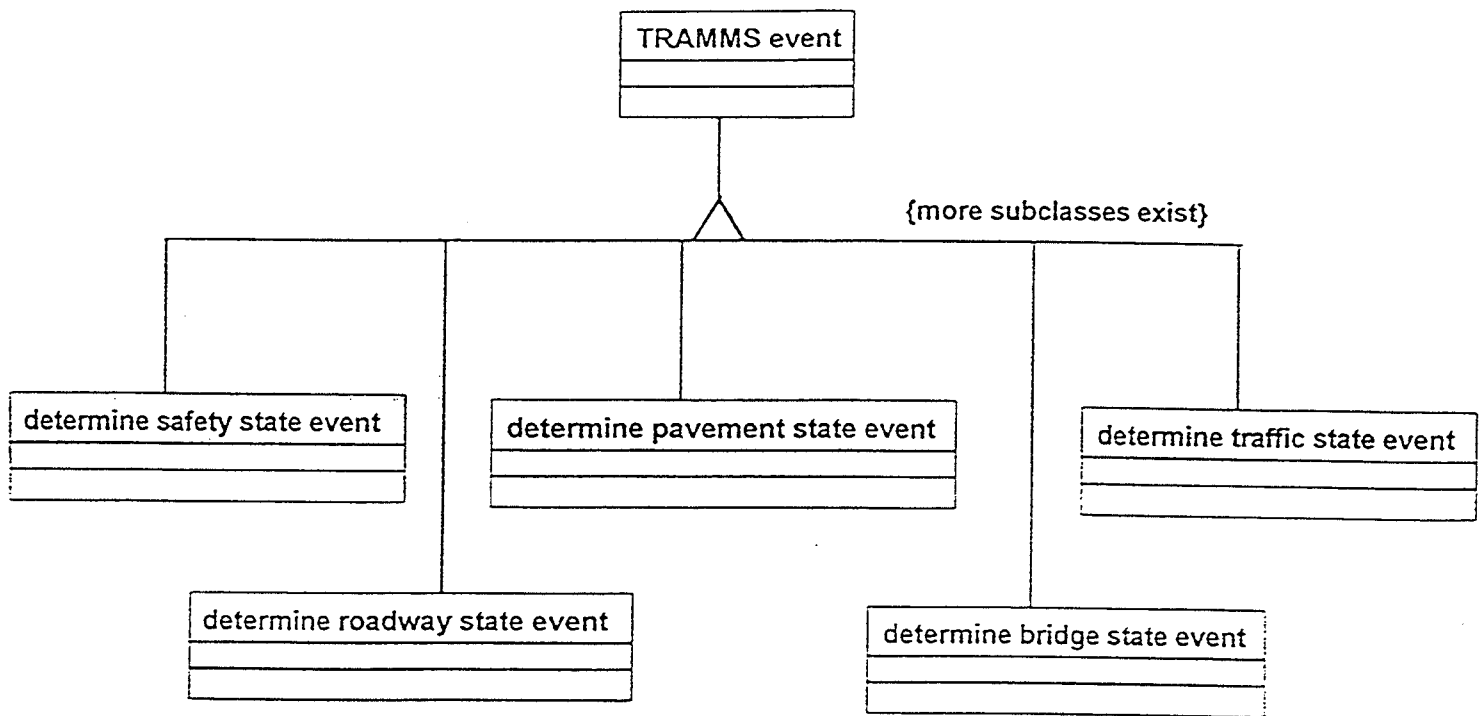 TRAMMS event
{more subclasses exist}
determine safety state event
determine pavement state event
determine traffic state event
determine roadway state event
determine bridge state event